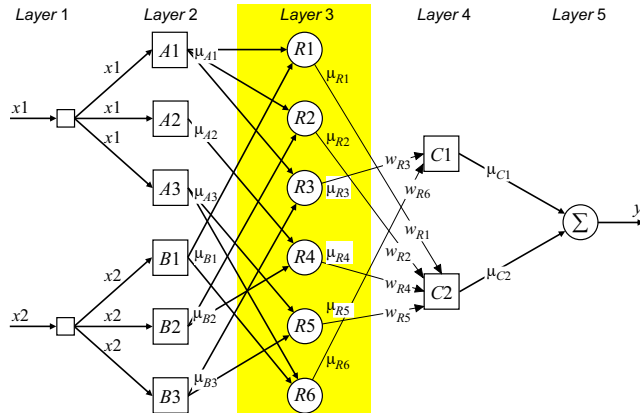 Layer 1 Layer 2 Layer 3 Layer 4 Layer 5
A1 μA1 R1
x1 μR1
x1 x1 A2 μA2 R2 μR2
x1 wR3 C1 μC1
A3 μA3 R3 μR3 wR6
y
B1 μB1 R4 μR4 wR1 Σ
x2 wR2
x2 x2 B2 μB2 R5 μR5 wR4 C2 μC2
x2 wR5
B3 μB3 R6 μR6